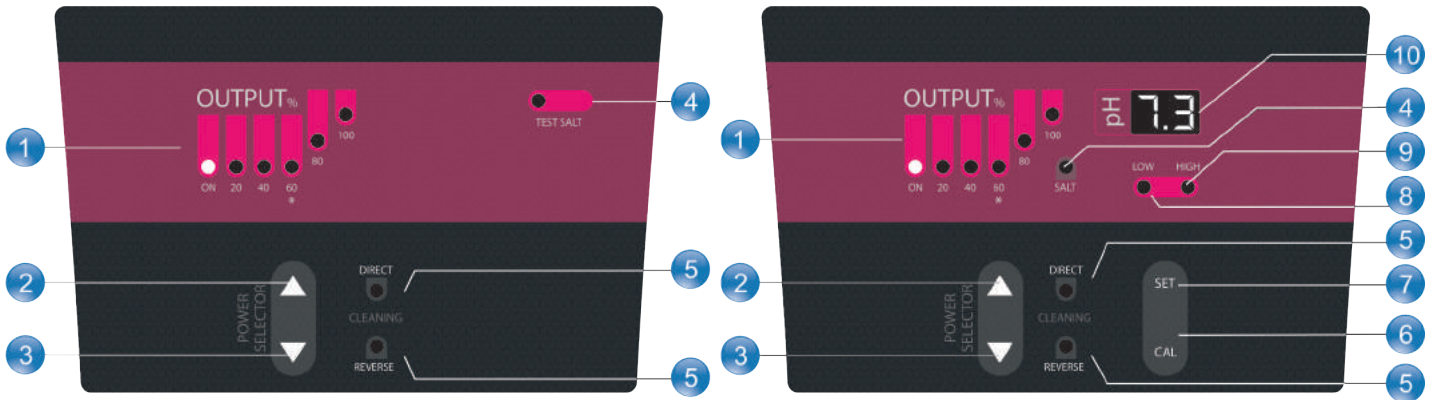 OUTPUT%
ON 20 40 60 80 100
*
TEST SALT
4
1
2
3
POWER SELECTOR
DIRECT
CLEANING
REVERSE
5
5
OUTPUT%
ON 20 40 60 80 100
*
SALT
pH 7.3
LOW HIGH
10
4
9
8
1
2
3
POWER SELECTOR
DIRECT
CLEANING
REVERSE
SET
CAL
5
7
6
5